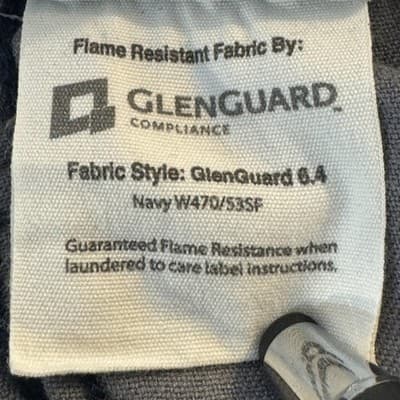 Flame Resistant Fabric By:
GLENGUARD™
COMPLIANCE
Fabric Style: GlenGuard 6.4
Navy W470/53SF
Guaranteed Flame Resistance when
laundered to care label instructions.